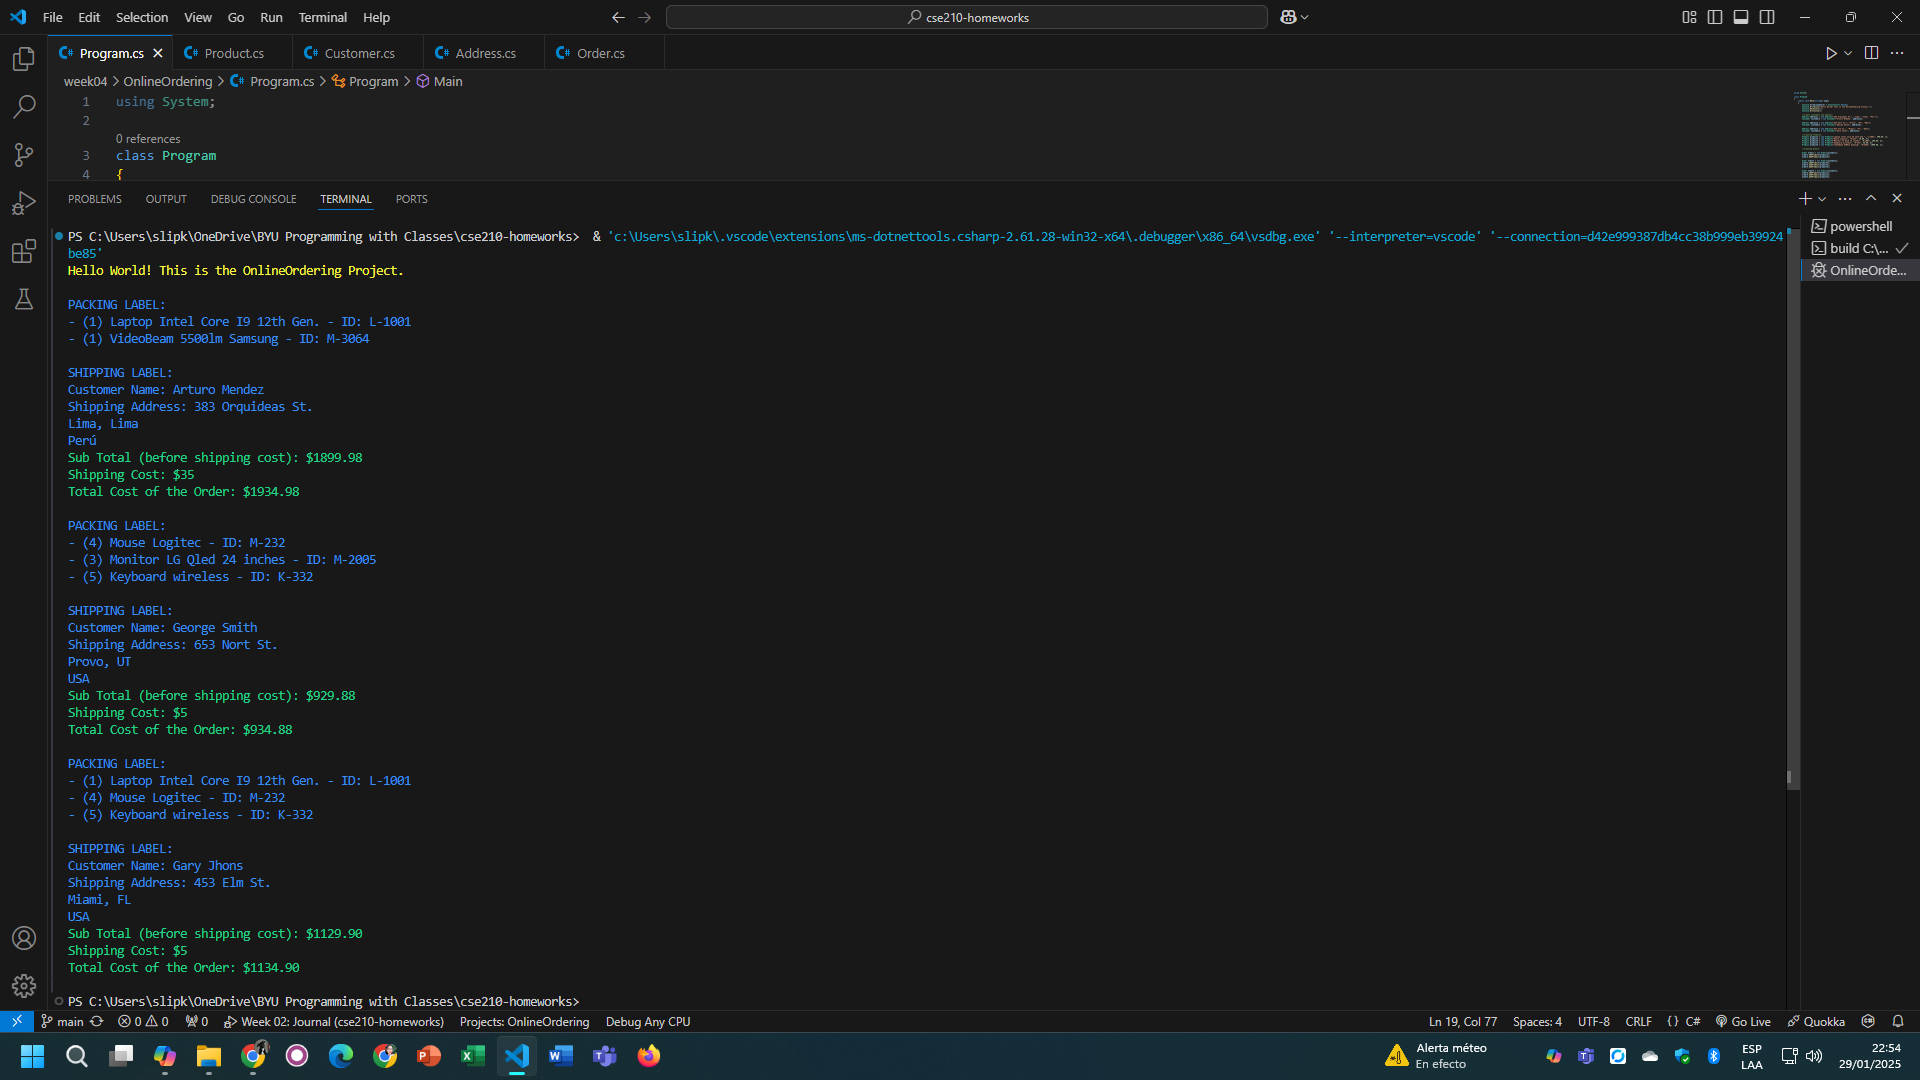 File Edit Selection View Go Run Terminal Help
cse210-homeworks
Program.cs Product.cs Customer.cs Address.cs Order.cs
week04 > OnlineOrdering > Program.cs > Program > Main
1 using System;
2
0 references
3 class Program
4 {
PROBLEMS OUTPUT DEBUG CONSOLE TERMINAL PORTS
powershell
build C:\...
OnlineOrde...
PS C:\Users\slipk\OneDrive\BYU Programming with Classes\cse210-homeworks> & 'c:\Users\slipk\.vscode\extensions\ms-dotnettools.csharp-2.61.28-win32-x64\.debugger\x86_64\vsdbg.exe' '--interpreter=vscode' '--connection=d42e999387db4cc38b999eb39924
be85'
Hello World! This is the OnlineOrdering Project.
PACKING LABEL:
- (1) Laptop Intel Core I9 12th Gen. - ID: L-1001
- (1) VideoBeam 5500lm Samsung - ID: M-3064
SHIPPING LABEL:
Customer Name: Arturo Mendez
Shipping Address: 383 Orquideas St.
Lima, Lima
Perú
Sub Total (before shipping cost): $1899.98
Shipping Cost: $35
Total Cost of the Order: $1934.98
PACKING LABEL:
- (4) Mouse Logitec - ID: M-232
- (3) Monitor LG Qled 24 inches - ID: M-2005
- (5) Keyboard wireless - ID: K-332
SHIPPING LABEL:
Customer Name: George Smith
Shipping Address: 653 Nort St.
Provo, UT
USA
Sub Total (before shipping cost): $929.88
Shipping Cost: $5
Total Cost of the Order: $934.88
PACKING LABEL:
- (1) Laptop Intel Core I9 12th Gen. - ID: L-1001
- (4) Mouse Logitec - ID: M-232
- (5) Keyboard wireless - ID: K-332
SHIPPING LABEL:
Customer Name: Gary Jhons
Shipping Address: 453 Elm St.
Miami, FL
USA
Sub Total (before shipping cost): $1129.90
Shipping Cost: $5
Total Cost of the Order: $1134.90
PS C:\Users\slipk\OneDrive\BYU Programming with Classes\cse210-homeworks>
main 0 0 0 Week 02: Journal (cse210-homeworks) Projects: OnlineOrdering Debug Any CPU Ln 19, Col 77 Spaces: 4 UTF-8 CRLF {} C# Go Live Quokka
Alerta méteo
En efecto
ESP
LAA
22:54
29/01/2025